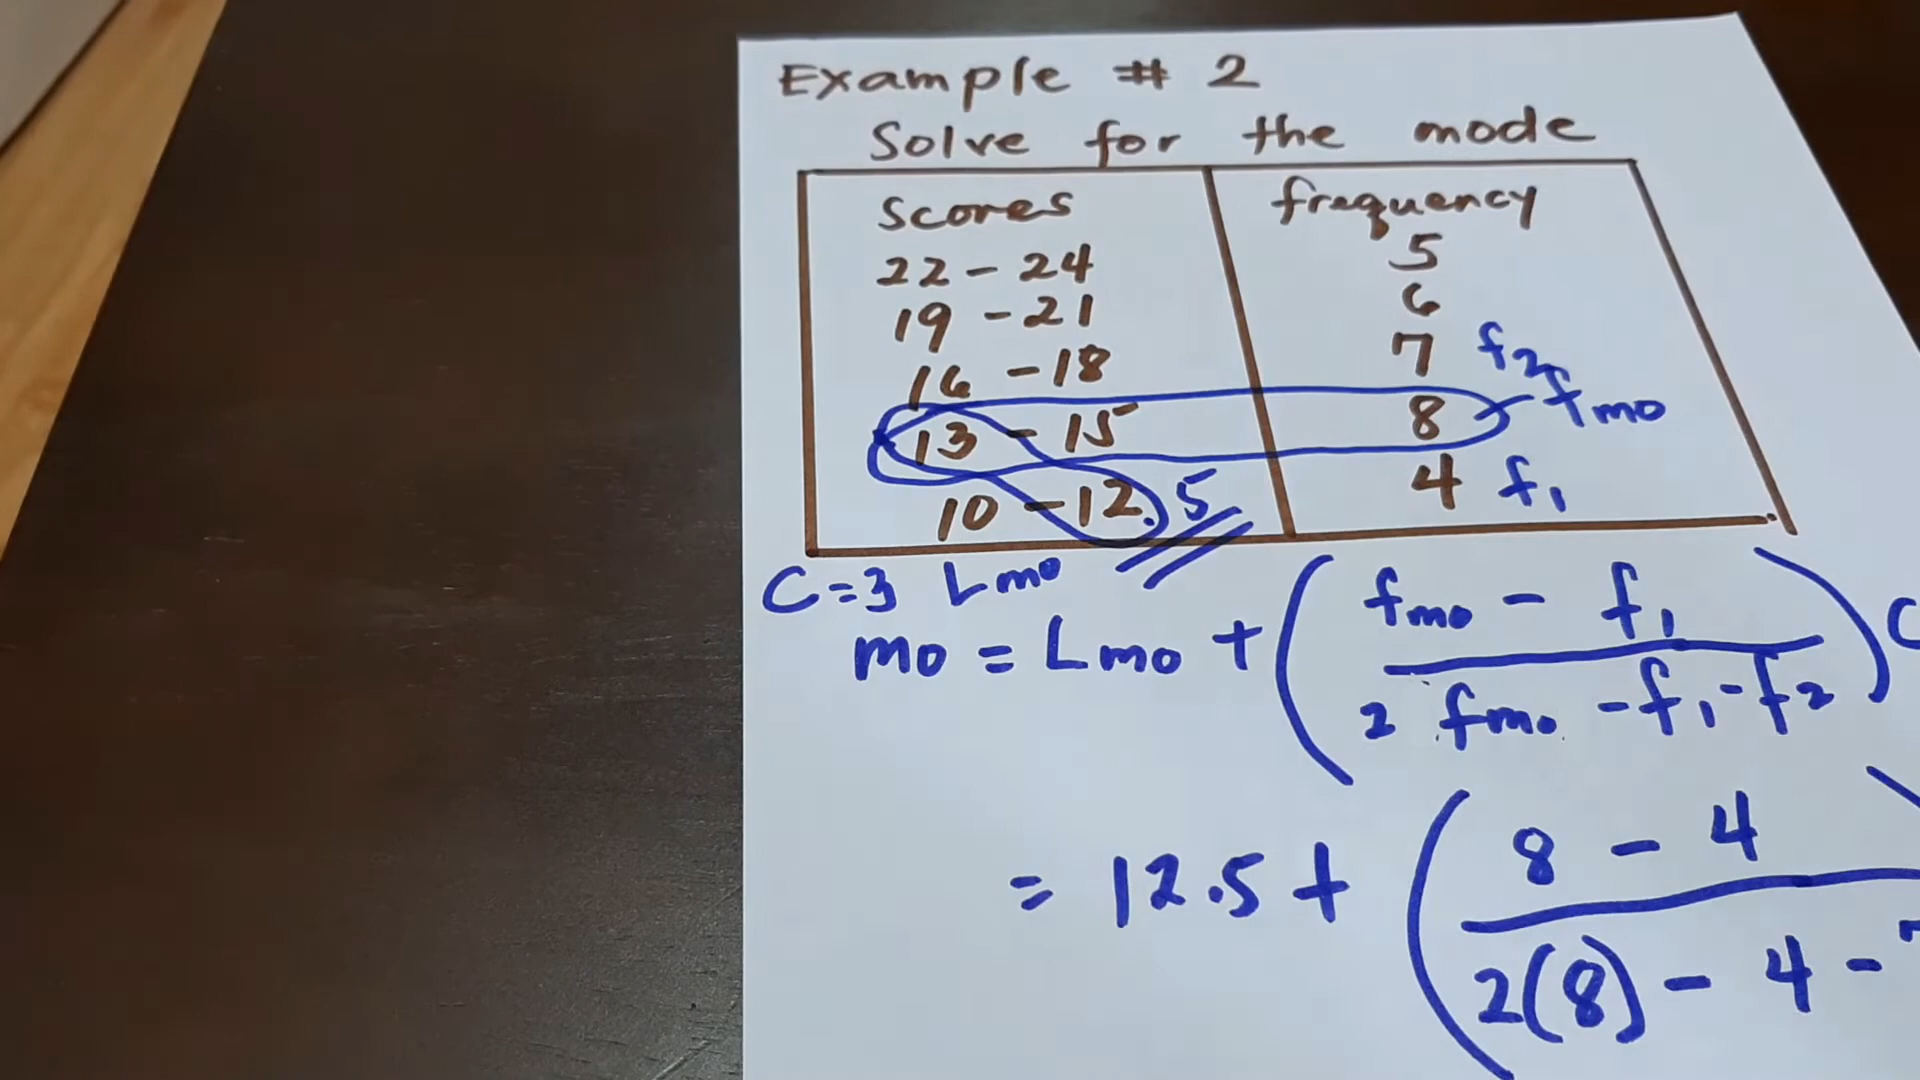 Example # 2
Solve for the mode
Scores frequency
22 - 24 5
19 - 21 6
16 - 18 7 f2
13 - 15 8 fmo
10 - 12.5 4 f1
C=3 Lmo
mo = Lmo + ( fmo - f1 ) C
2 fmo - f1 - f2
= 12.5 + ( 8 - 4
2(8) - 4 -